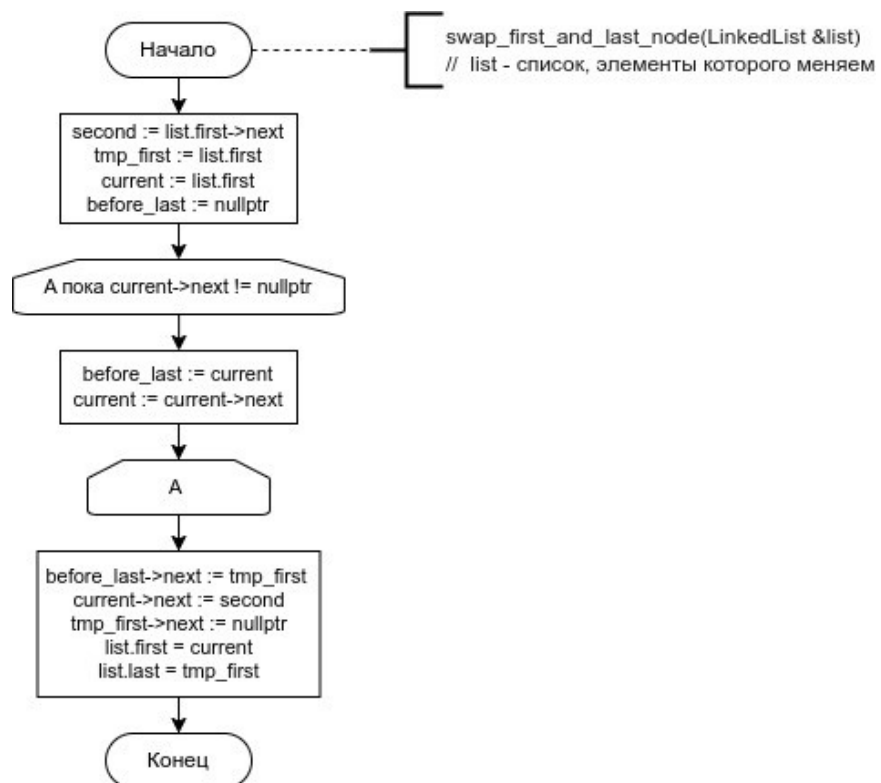 Начало
swap_first_and_last_node(LinkedList &list)
// list - список, элементы которого меняем
second := list.first->next
tmp_first := list.first
current := list.first
before_last := nullptr
А пока current->next != nullptr
before_last := current
current := current->next
А
before_last->next := tmp_first
current->next := second
tmp_first->next := nullptr
list.first = current
list.last = tmp_first
Конец